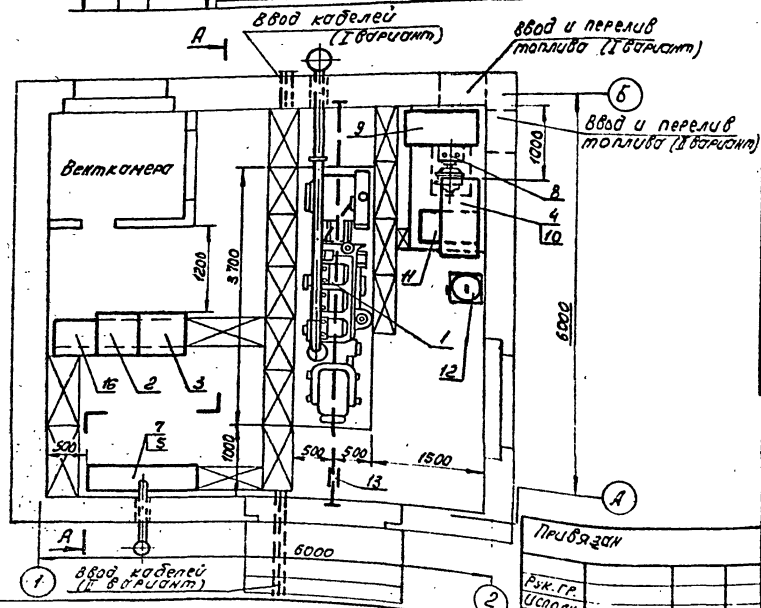 Ввод кабелей
(I вариант)
Ввод и перелив
топлива (I вариант)
А
Б
Ввод и перелив
топлива (II вариант)
9
1200
Венткамера
8
4
10
11
1200
3700
6000
1
12
16
2
3
7
5
500
1000
500
500
1500
13
А
А
Привязан
6000
1
Ввод кабелей
(II вариант)
2
Рук. гр.
Исполн